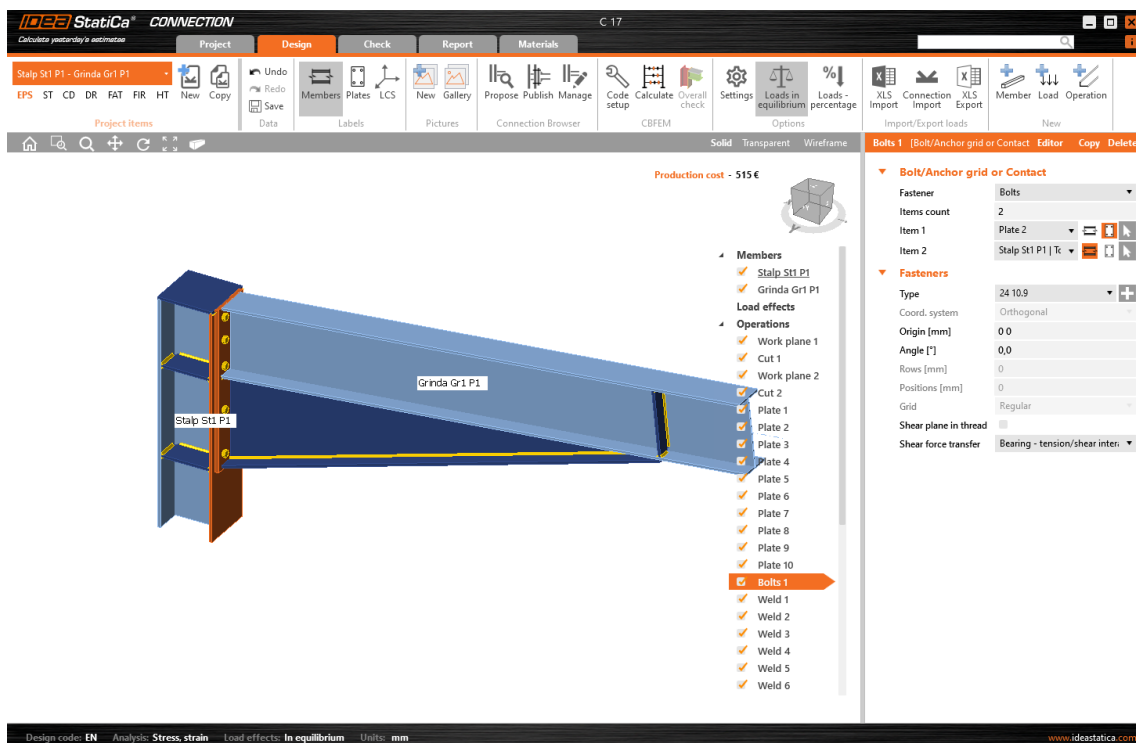 IDEA StatiCa® CONNECTION
C 17
Calculate yesterday's estimates
Project Design Check Report Materials
i
Stalp St1 P1 - Grinda Gr1 P1
EPS ST CD DR FAT FIR HT
New Copy
Undo
Redo
Save
Members Plates LCS
New Gallery
Propose Publish Manage
Code setup Calculate Overall check
Settings Loads in equilibrium Loads - percentage
XLS Import Connection Import XLS Export
Member Load Operation
Project items Data Labels Pictures Connection Browser CBFEM Options Import/Export loads New
Solid Transparent Wireframe
Bolts 1 [Bolt/Anchor grid or Contact Editor Copy Delete
Production cost - 515 €
Members
Stalp St1 P1
Grinda Gr1 P1
Load effects
Operations
Work plane 1
Cut 1
Work plane 2
Cut 2
Plate 1
Plate 2
Plate 3
Plate 4
Plate 5
Plate 6
Plate 7
Plate 8
Plate 9
Plate 10
Bolts 1
Weld 1
Weld 2
Weld 3
Weld 4
Weld 5
Weld 6
Grinda Gr1 P1
Stalp St1 P1
Bolt/Anchor grid or Contact
Fastener Bolts
Items count 2
Item 1 Plate 2
Item 2 Stalp St1 P1 | Tc
Fasteners
Type 24 10.9
Coord. system Orthogonal
Origin [mm] 0 0
Angle [°] 0,0
Rows [mm] 0
Positions [mm] 0
Grid Regular
Shear plane in thread
Shear force transfer Bearing - tension/shear intera
Design code: EN Analysis: Stress, strain Load effects: In equilibrium Units: mm
www.ideastatica.com